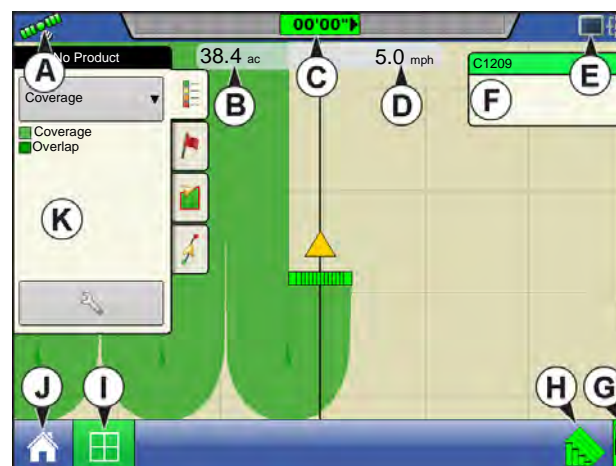 00'00"
A
No Product
38.4 ac
5.0 mph
C1209
B
C
D
E
F
Coverage
Coverage
Overlap
K
J
I
H
G